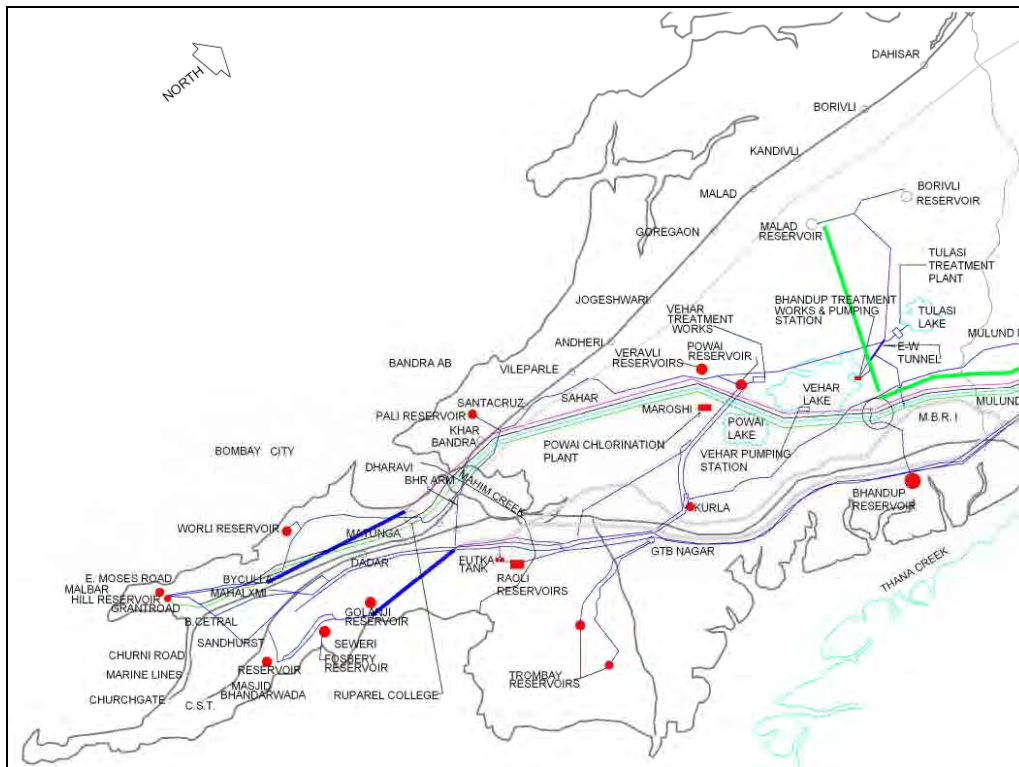 NORTH
DAHISAR
BORIVLI
KANDIVLI
MALAD
BORIVLI
RESERVOIR
GOREGAON
MALAD
RESERVOIR
TULASI
TREATMENT
PLANT
JOGESHWARI
VEHAR
TREATMENT
WORKS
BHANDUP TREATMENT
WORKS & PUMPING
STATION
TULASI
LAKE
ANDHERI
POWAI
RESERVOIR
E-W
TUNNEL
MULUND
BANDRA AB
VILEPARLE
VERAVLI
RESERVOIRS
SANTACRUZ
SAHAR
VEHAR
LAKE
MULUND
PALI RESERVOIR
MAROSHI
M.B.R. I
KHAR
BANDRA
POWAI
LAKE
POWAI CHLORINATION
PLANT
VEHAR PUMPING
STATION
BOMBAY CITY
DHARAVI
BHR ARM
MAHIM CREEK
BHANDUP
RESERVOIR
WORLI RESERVOIR
KURLA
MATUNGA
GTB NAGAR
E. MOSES ROAD
BYCULLA
DADAR
EUTKA
TANK
RAOLI
RESERVOIRS
THANA CREEK
MALBAR
HILL RESERVOIR
MAHALXMI
GRANTROAD
B.CETRAL
GOLANJI
RESERVOIR
SANDHURST
SEWERI
CHURNI ROAD
FOSBERY
RESERVOIR
MARINE LINES
RESERVOIR
TROMBAY
RESERVOIRS
CHURCHGATE
MASJID
BHANDARWADA
RUPAREL COLLEGE
C.S.T.